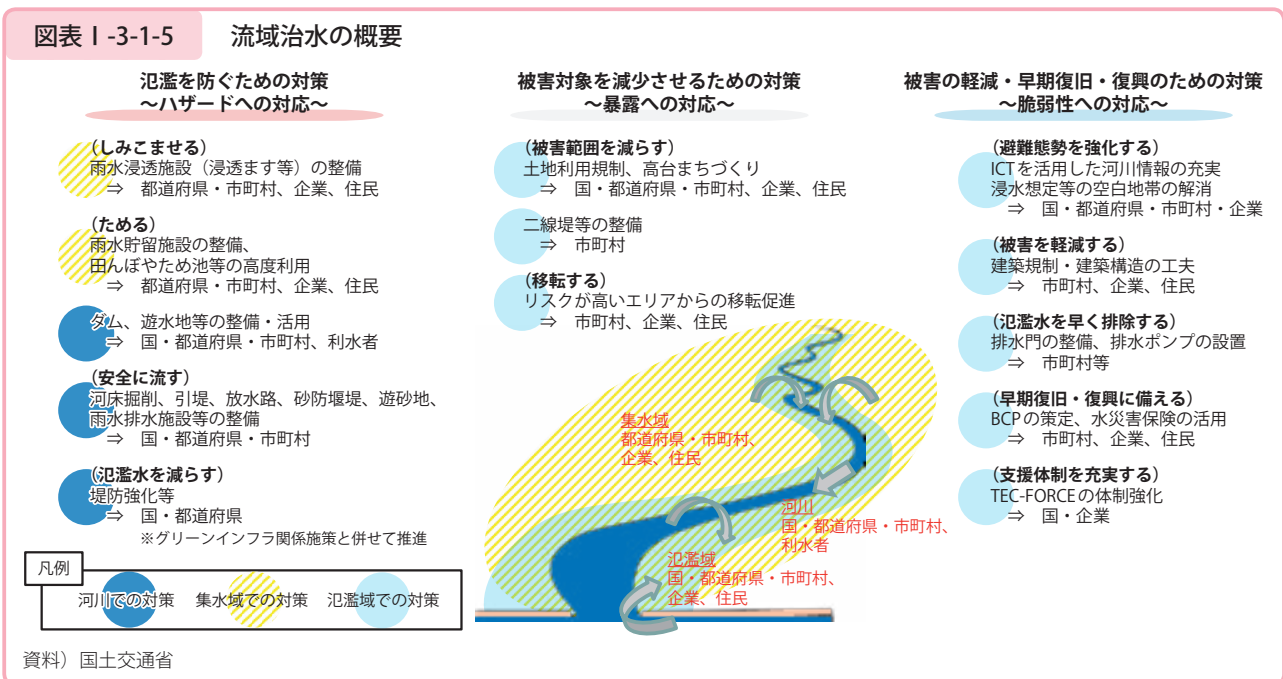 図表Ⅰ-3-1-5 流域治水の概要
氾濫を防ぐための対策
～ハザードへの対応～
(しみこませる)
雨水浸透施設（浸透ます等）の整備
⇒ 都道府県・市町村、企業、住民
(ためる)
雨水貯留施設の整備、
田んぼやため池等の高度利用
⇒ 都道府県・市町村、企業、住民
ダム、遊水地等の整備・活用
⇒ 国・都道府県・市町村、利水者
(安全に流す)
河床掘削、引堤、放水路、砂防堰堤、遊砂地、
雨水排水施設等の整備
⇒ 国・都道府県・市町村
(氾濫水を減らす)
堤防強化等
⇒ 国・都道府県
※グリーンインフラ関係施策と併せて推進
被害対象を減少させるための対策
～暴露への対応～
(被害範囲を減らす)
土地利用規制、高台まちづくり
⇒ 国・都道府県・市町村、企業、住民
二線堤等の整備
⇒ 市町村
(移転する)
リスクが高いエリアからの移転促進
⇒ 市町村、企業、住民
集水域
都道府県・市町村、
企業、住民
河川
国・都道府県・市町村、
利水者
氾濫域
国・都道府県・市町村、
企業、住民
被害の軽減・早期復旧・復興のための対策
～脆弱性への対応～
(避難態勢を強化する)
ICTを活用した河川情報の充実
浸水想定等の空白地帯の解消
⇒ 国・都道府県・市町村・企業
(被害を軽減する)
建築規制・建築構造の工夫
⇒ 市町村、企業、住民
(氾濫水を早く排除する)
排水門の整備、排水ポンプの設置
⇒ 市町村等
(早期復旧・復興に備える)
BCPの策定、水災害保険の活用
⇒ 市町村、企業、住民
(支援体制を充実する)
TEC-FORCEの体制強化
⇒ 国・企業
凡例
河川での対策 集水域での対策 氾濫域での対策
資料）国土交通省